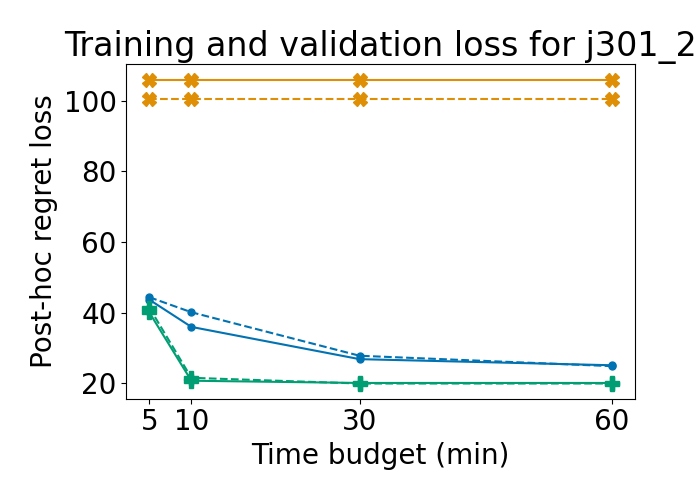 Training and validation loss for j301_2
Post-hoc regret loss
100
80
60
40
20
5 10 30 60
Time budget (min)